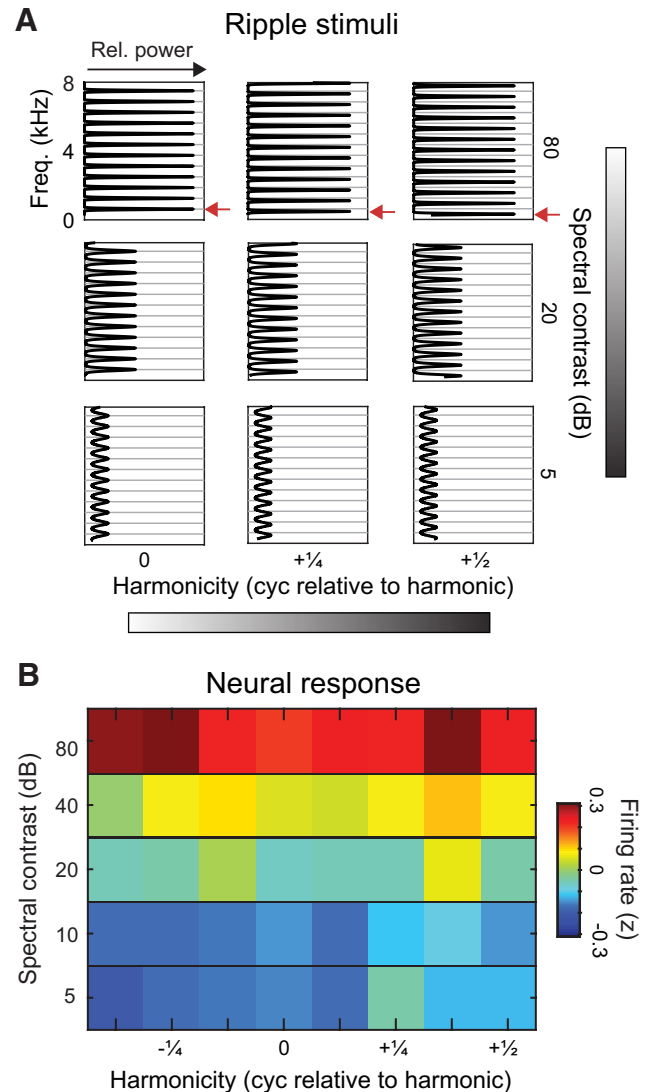 A
Ripple stimuli
Rel. power
Freq. (kHz)
8
4
0
80
20
5
Spectral contrast (dB)
0
+¼
+½
Harmonicity (cyc relative to harmonic)
B
Neural response
Spectral contrast (dB)
80
40
20
10
5
-¼
0
+¼
+½
Harmonicity (cyc relative to harmonic)
0.3
0
-0.3
Firing rate (z)